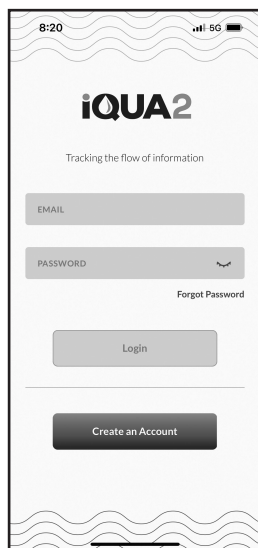 8:20 5G
iQUA2
Tracking the flow of information
EMAIL
PASSWORD
Forgot Password
Login
Create an Account